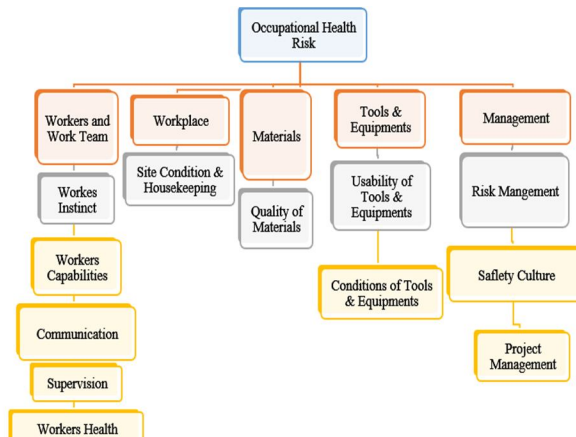 Occupational Health
Risk
Workers and
Work Team
Workplace
Materials
Tools &
Equipments
Management
Workes
Instinct
Site Condition &
Housekeeping
Quality of
Materials
Usability of
Tools &
Equipments
Risk Mangement
Workers
Capabilities
Conditions of Tools
& Equipments
Saflety Culture
Communication
Project
Management
Supervision
Workers Health